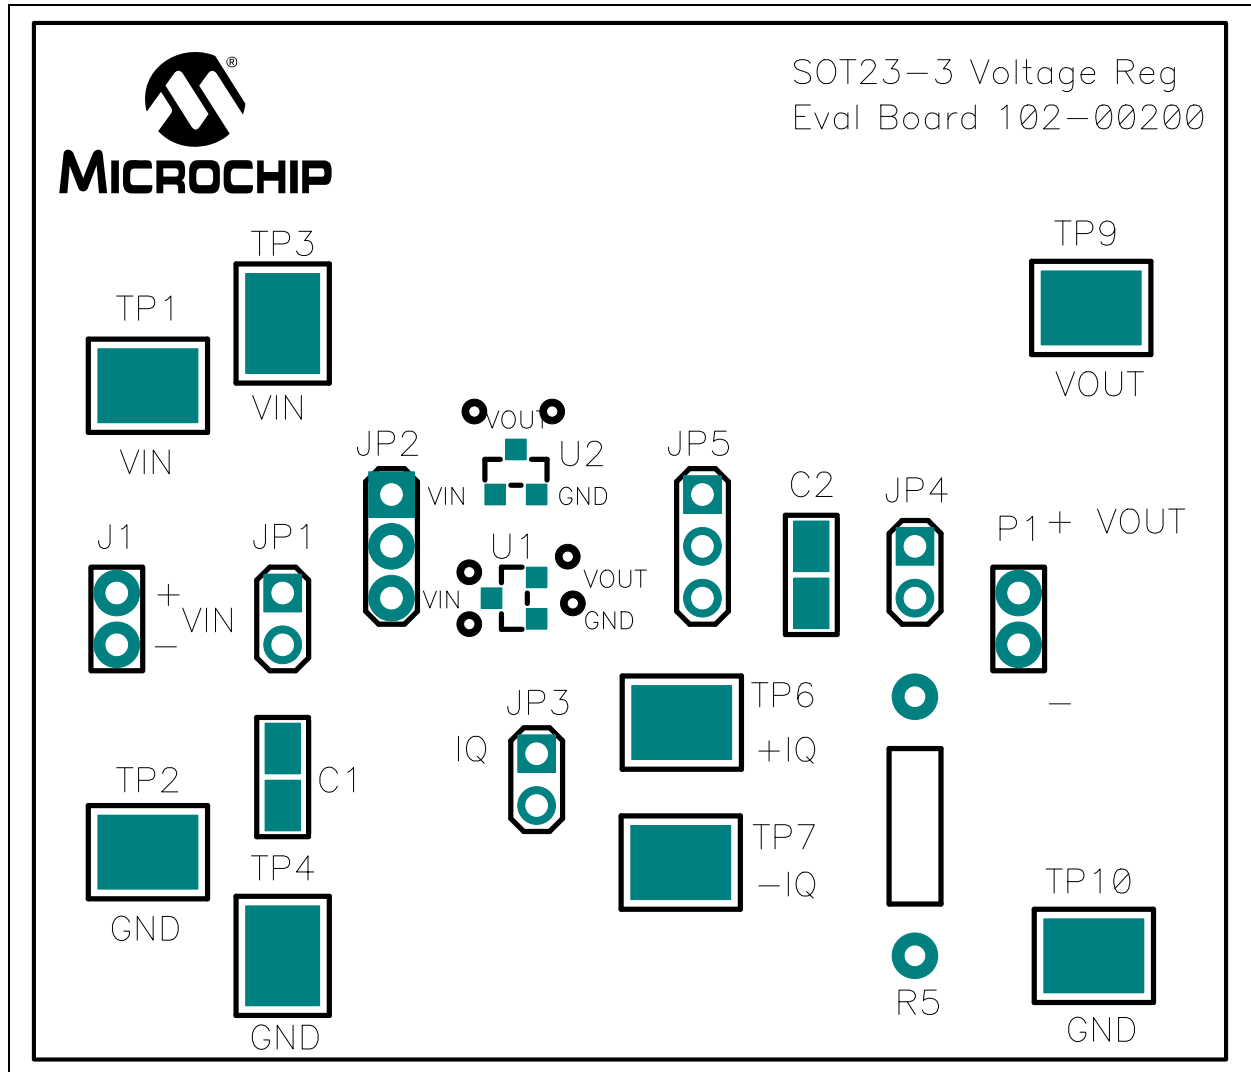 MICROCHIP
®
SOT23-3 Voltage Reg
Eval Board 102-00200
TP3
TP9
TP1
VIN
VOUT
VIN
VOUT
JP2
U2
JP5
C2
JP4
VIN
GND
P1
+ VOUT
J1
JP1
U1
VOUT
+
VIN
VIN
GND
-
TP6
JP3
-
IQ
+IQ
TP2
C1
TP7
TP4
-IQ
TP10
GND
R5
GND
GND